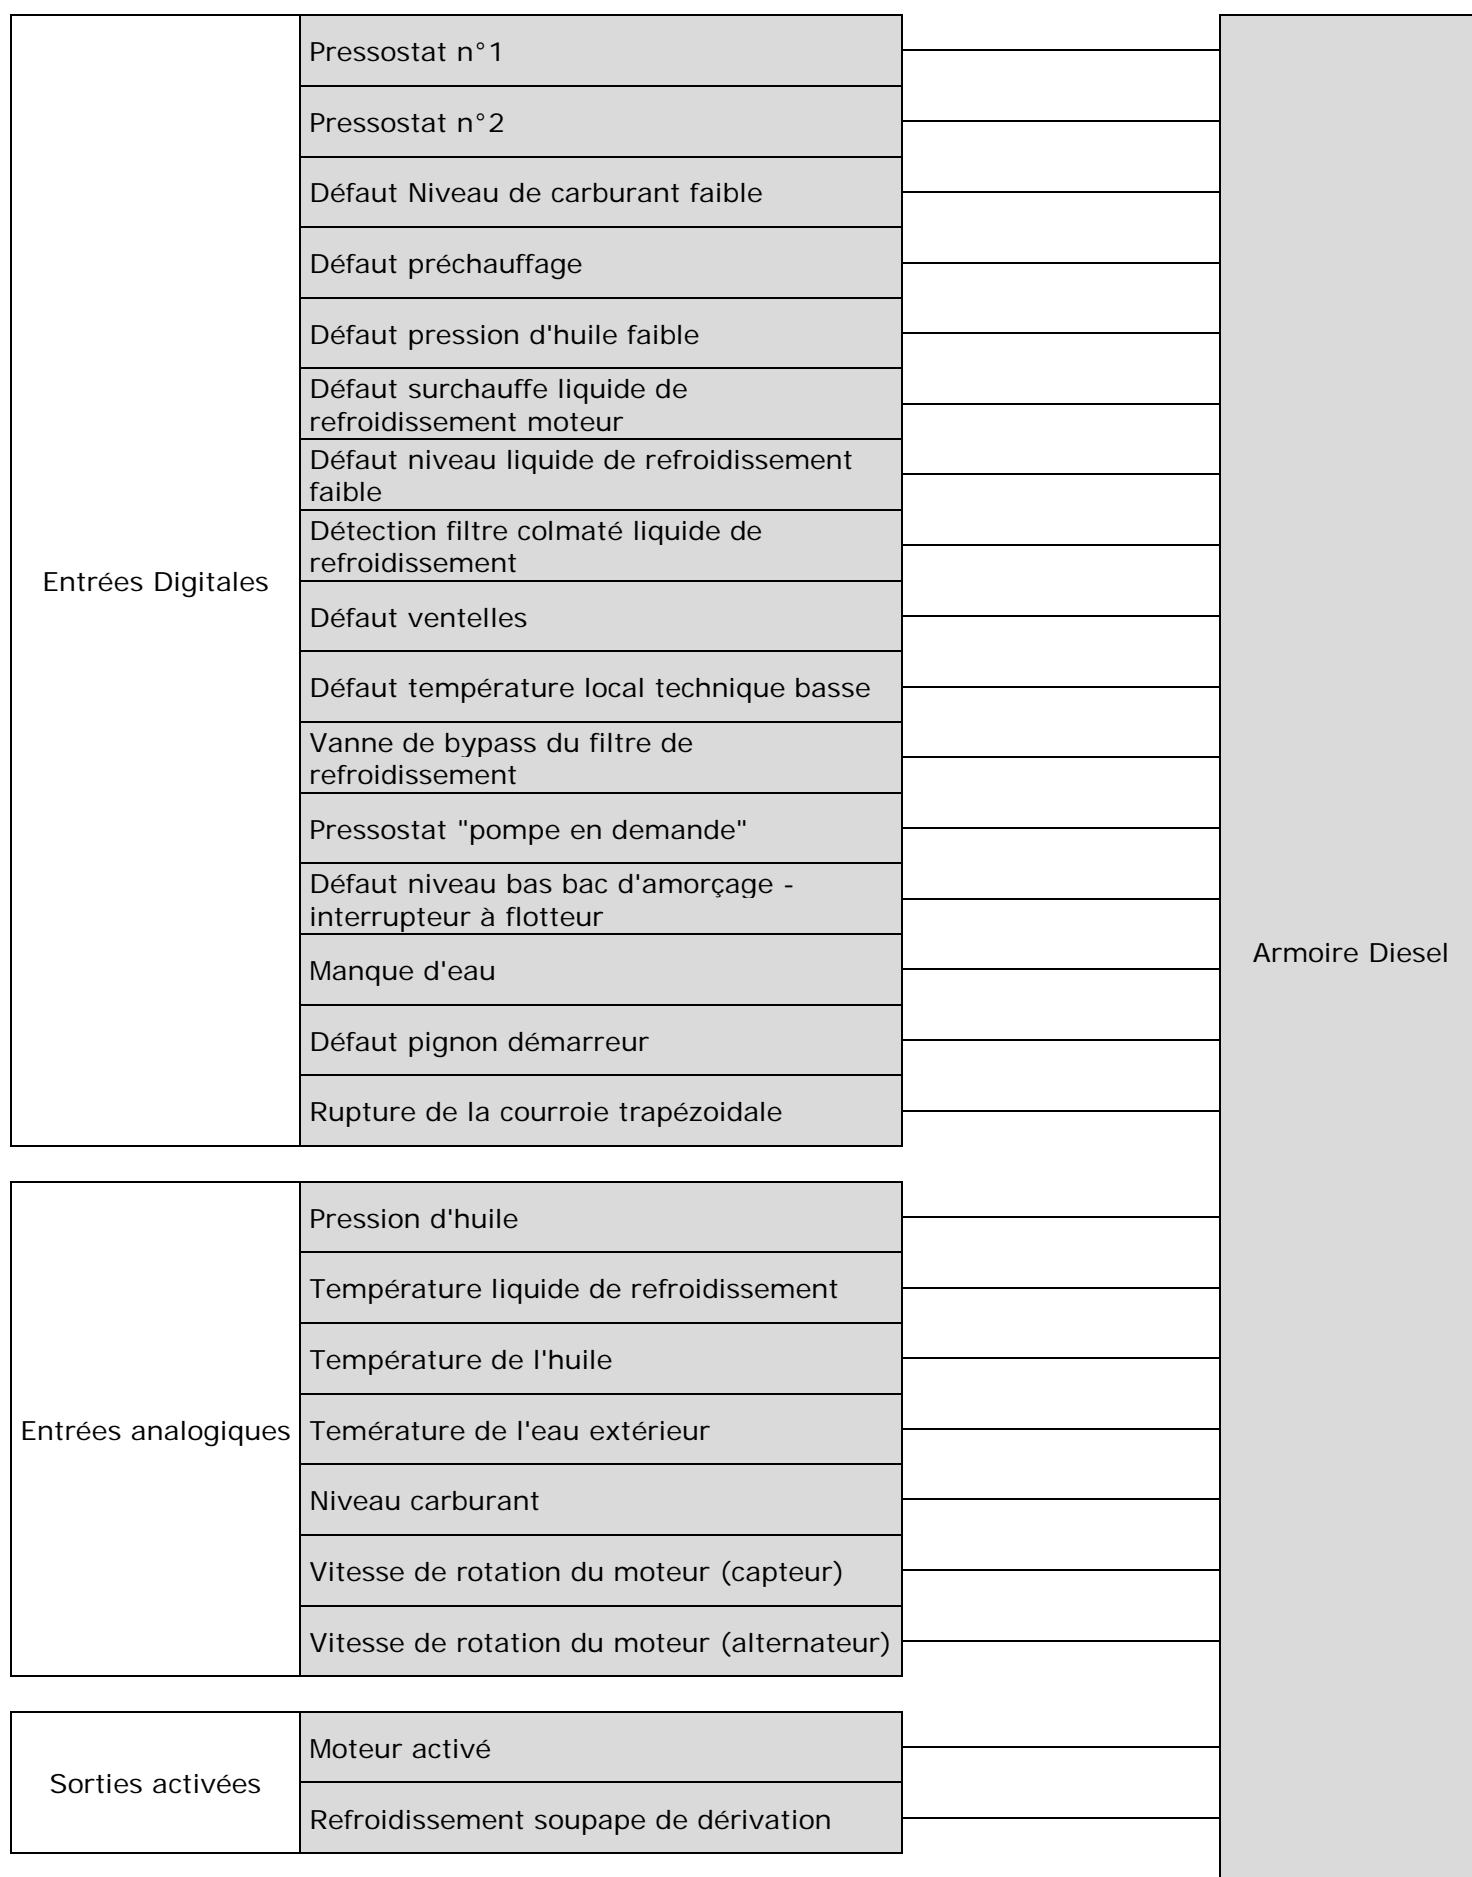 Pressostat n°1
Pressostat n°2
Défaut Niveau de carburant faible
Défaut préchauffage
Défaut pression d'huile faible
Défaut surchauffe liquide de
refroidissement moteur
Défaut niveau liquide de refroidissement
faible
Détection filtre colmaté liquide de
refroidissement
Entrées Digitales
Défaut ventelles
Défaut température local technique basse
Vanne de bypass du filtre de
refroidissement
Pressostat "pompe en demande"
Défaut niveau bas bac d'amorçage -
interrupteur à flotteur
Manque d'eau
Défaut pignon démarreur
Rupture de la courroie trapézoidale
Armoire Diesel
Pression d'huile
Température liquide de refroidissement
Température de l'huile
Entrées analogiques
Temérature de l'eau extérieur
Niveau carburant
Vitesse de rotation du moteur (capteur)
Vitesse de rotation du moteur (alternateur)
Sorties activées
Moteur activé
Refroidissement soupape de dérivation